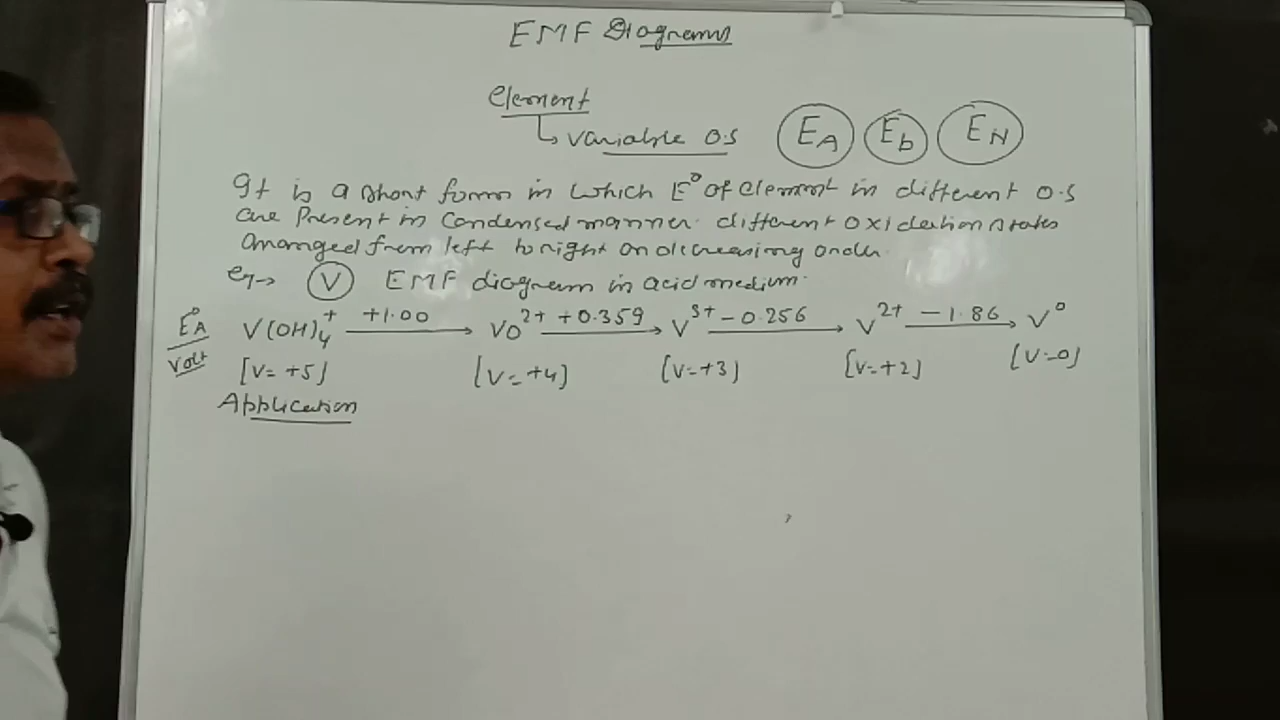 EMF Diagrams
Element
↳ variable O.S EA Eb EN
It is a short form in which E⁰ of element in different O.S
are Present in Condensed manner. different oxidation states
arranged from left to right on decreasing order.
eg→ V EMF diagram in acid medium.
E⁰A Volt V(OH)₄⁺ +1.00 → VO²⁺ +0.359 → V³⁺ -0.256 → V²⁺ -1.86 → V⁰
[V= +5] [V= +4] [V=+3] [V=+2] [V=0]
Application